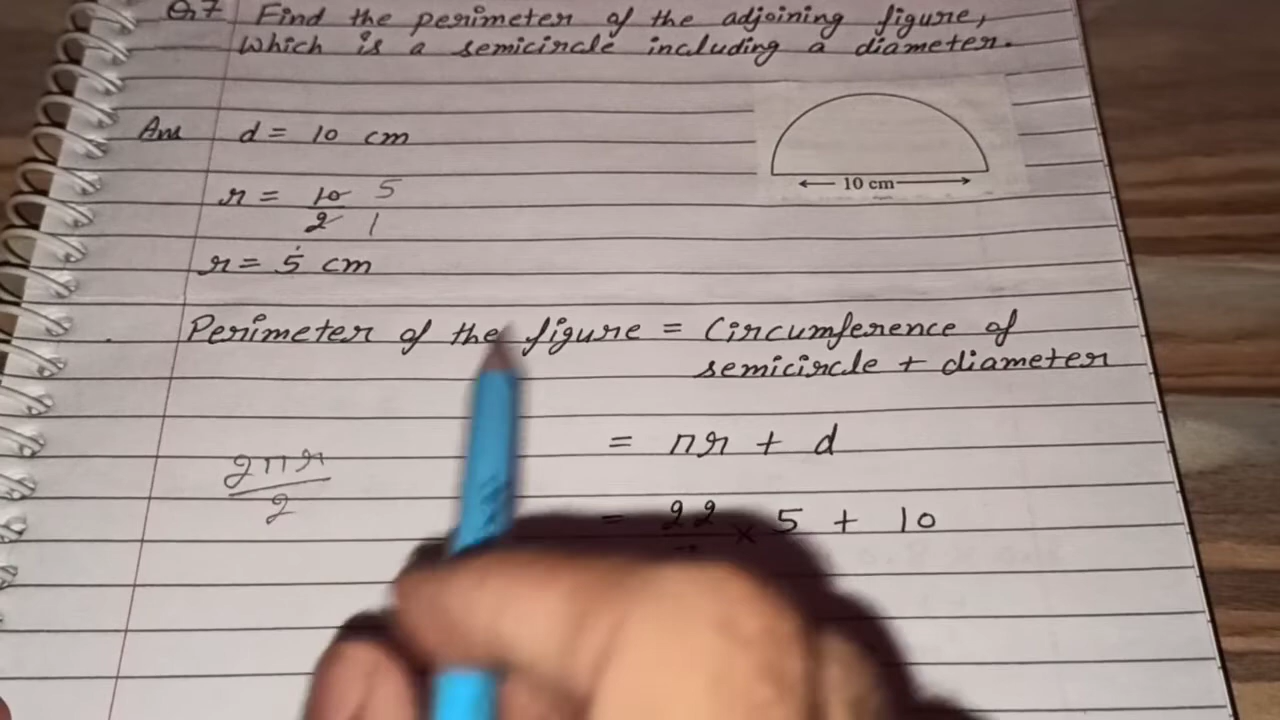 Q.7 Find the perimeter of the adjoining figure,
Which is a semicircle including a diameter.
10 cm
Ans d = 10 cm
r = 10/2 5 1
r = 5 cm
Perimeter of the figure = Circumference of
semicircle + diameter
= πr + d
2πr/2
= 22 × 5 + 10